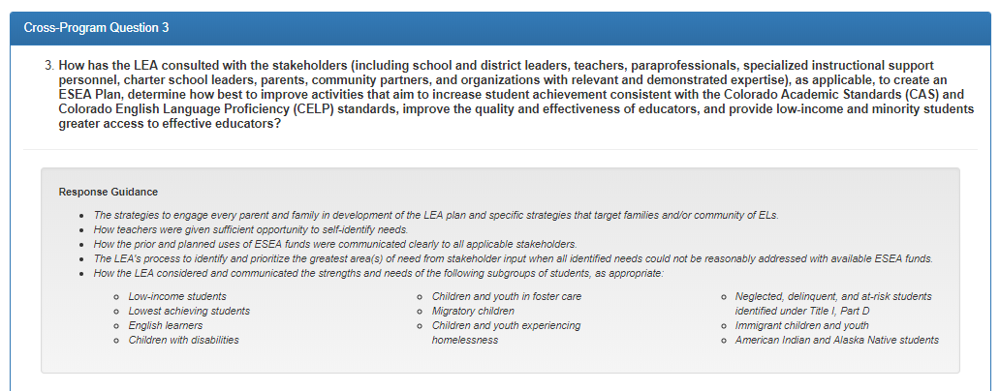 Cross-Program Question 3
3. How has the LEA consulted with the stakeholders (including school and district leaders, teachers, paraprofessionals, specialized instructional support
personnel, charter school leaders, parents, community partners, and organizations with relevant and demonstrated expertise), as applicable, to create an
ESEA Plan, determine how best to improve activities that aim to increase student achievement consistent with the Colorado Academic Standards (CAS) and
Colorado English Language Proficiency (CELP) standards, improve the quality and effectiveness of educators, and provide low-income and minority students
greater access to effective educators?
Response Guidance
• The strategies to engage every parent and family in development of the LEA plan and specific strategies that target families and/or community of ELs.
• How teachers were given sufficient opportunity to self-identify needs.
• How the prior and planned uses of ESEA funds were communicated clearly to all applicable stakeholders.
• The LEA's process to identify and prioritize the greatest area(s) of need from stakeholder input when all identified needs could not be reasonably addressed with available ESEA funds.
• How the LEA considered and communicated the strengths and needs of the following subgroups of students, as appropriate:
○ Low-income students
○ Lowest achieving students
○ English learners
○ Children with disabilities
○ Children and youth in foster care
○ Migratory children
○ Children and youth experiencing
homelessness
○ Neglected, delinquent, and at-risk students
identified under Title I, Part D
○ Immigrant children and youth
○ American Indian and Alaska Native students